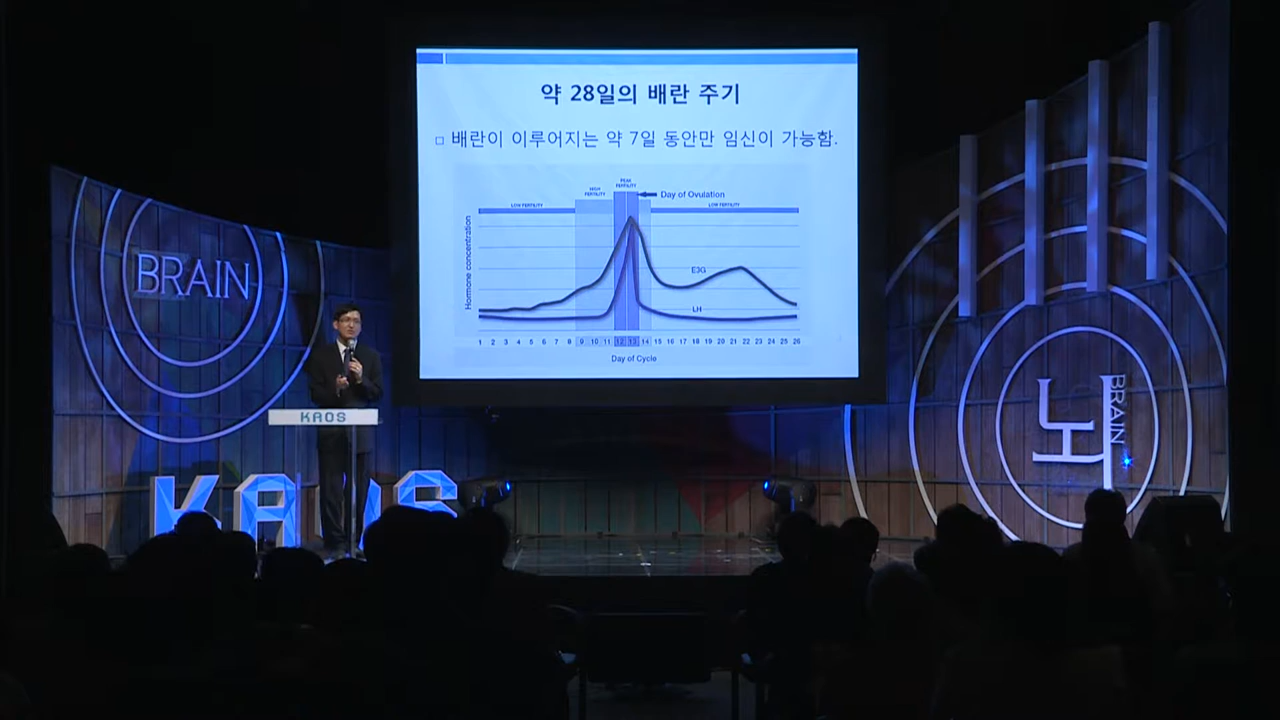 약 28일의 배란 주기
배란이 이루어지는 약 7일 동안만 임신이 가능함.
PEAK
FERTILITY
HIGH
FERTILITY
Day of Ovulation
LOW FERTILITY
LOW FERTILITY
Hormone concentration
E3G
LH
1 2 3 4 5 6 7 8 9 10 11 12 13 14 15 16 17 18 19 20 21 22 23 24 25 26
Day of Cycle
BRAIN
KAOS
KAOS
뇌
BRAIN